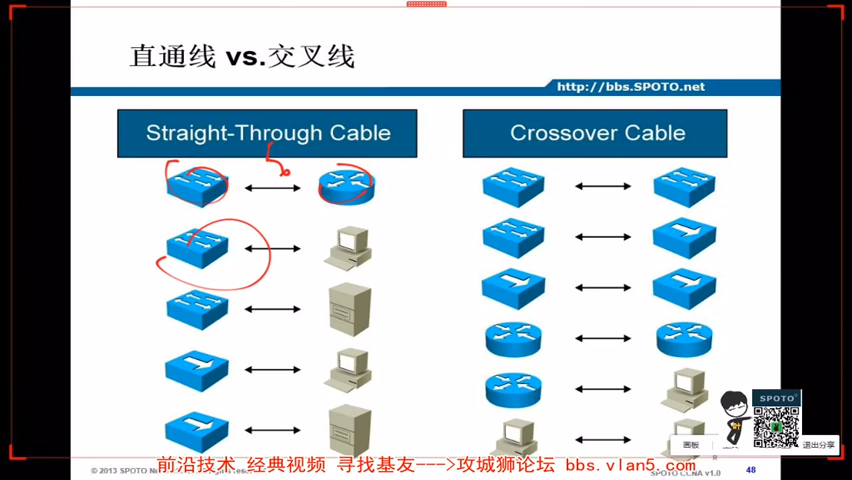 直通线 vs.交叉线
http://bbs.SPOTO.net
Straight-Through Cable
Crossover Cable
SPOTO
画板
退出分享
前沿技术 经典视频 寻找基友--->攻城狮论坛 bbs.vlan5.com
© 2013 SPOTO
SPOTO CCNA v1.0
48